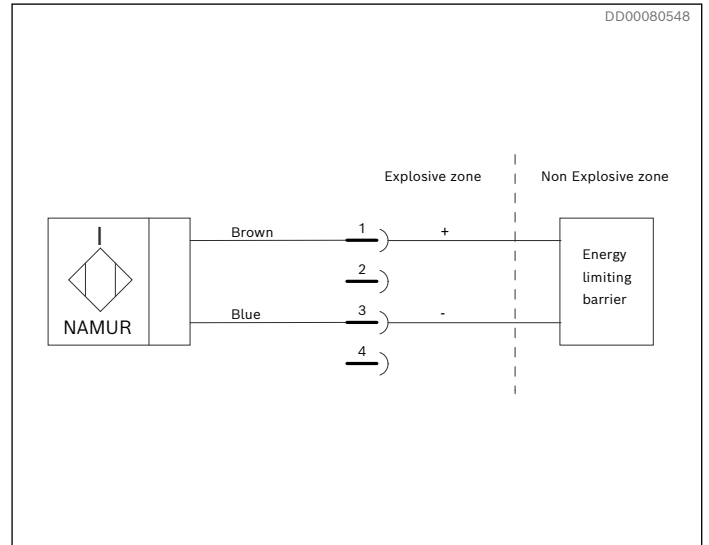 DD00080548
Explosive zone
Non Explosive zone
Brown
1
+
2
Energy
limiting
barrier
I
NAMUR
Blue
3
-
4